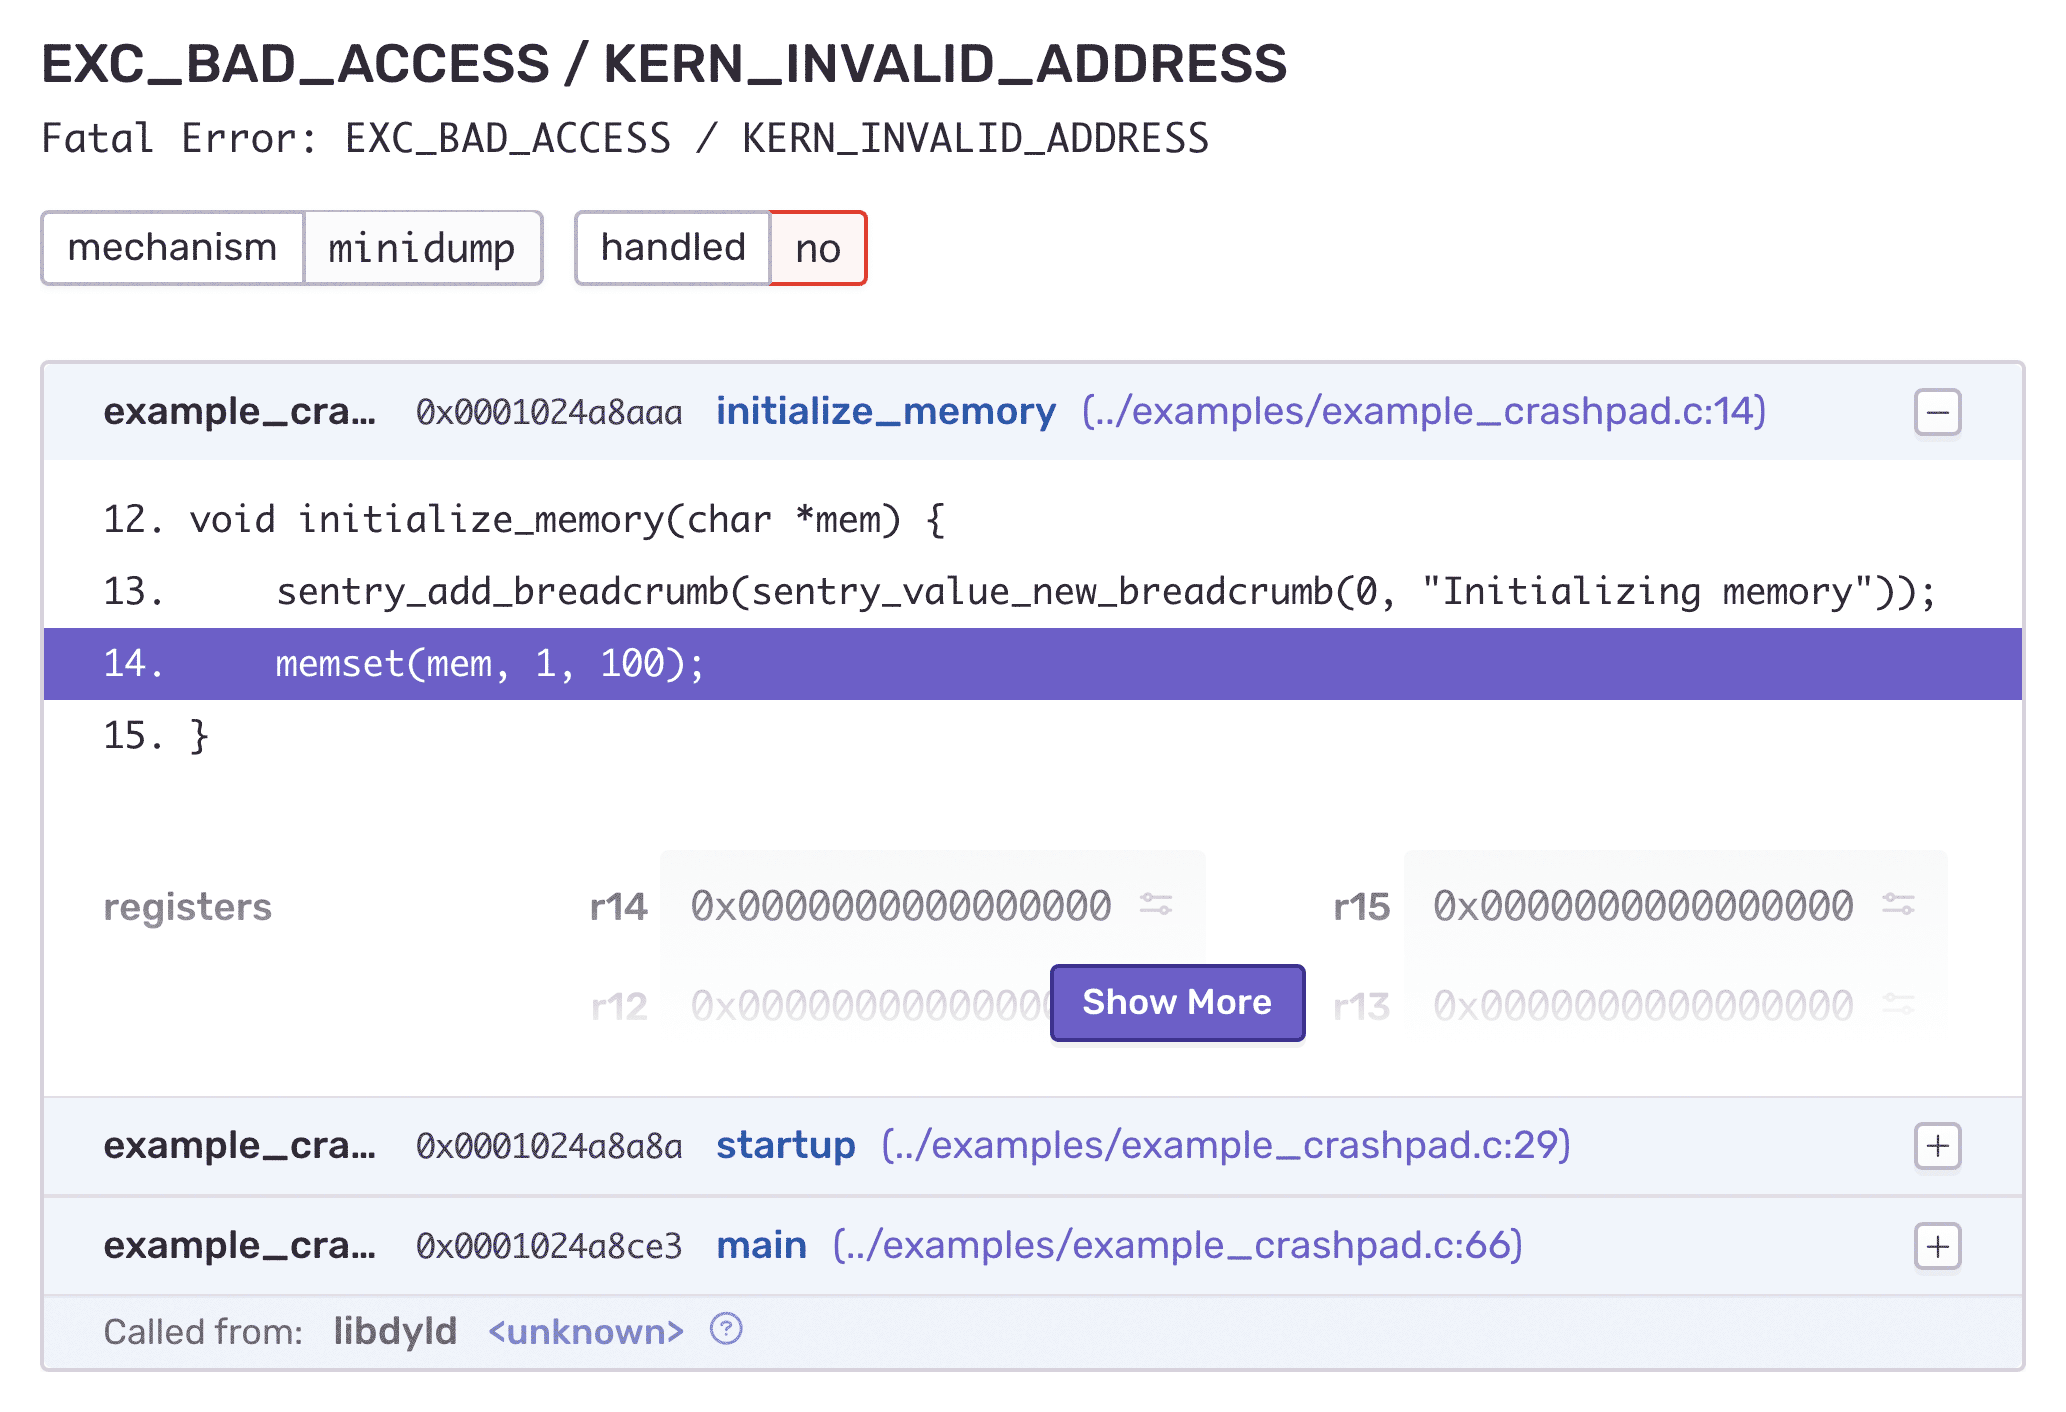 EXC_BAD_ACCESS / KERN_INVALID_ADDRESS
Fatal Error: EXC_BAD_ACCESS / KERN_INVALID_ADDRESS
mechanism minidump handled no
example_cra... 0x0001024a8aaa initialize_memory (../examples/example_crashpad.c:14)
12. void initialize_memory(char *mem) {
13.     sentry_add_breadcrumb(sentry_value_new_breadcrumb(0, "Initializing memory"));
14.     memset(mem, 1, 100);
15. }
registers r14 0x0000000000000000 r15 0x0000000000000000
r12 Show More r13 0x0000000000000000
example_cra... 0x0001024a8a8a startup (../examples/example_crashpad.c:29)
example_cra... 0x0001024a8ce3 main (../examples/example_crashpad.c:66)
Called from: libdyld <unknown> ?